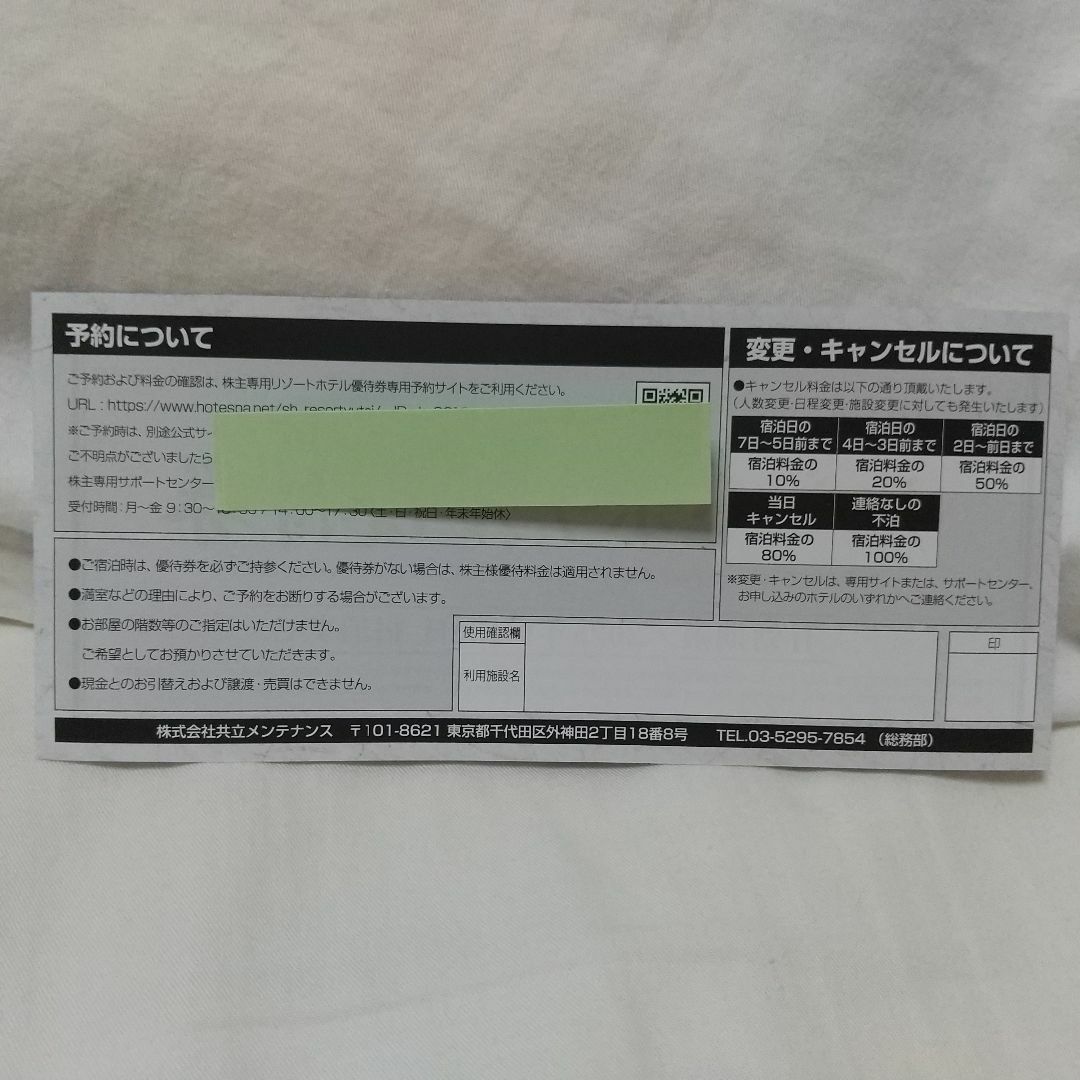 予約について
ご予約および料金の確認は、株主専用リゾートホテル優待券専用予約サイトをご利用ください。
URL : https://www.hotespa.net/sh_resortyutai/
※ご予約時は、別途公式サ
ご不明点がございましたら
株主専用サポートセンター
受付時間：月～金 9：30～ 14：00～17：30（土・日・祝日・年末年始休）
●ご宿泊時は、優待券を必ずご持参ください。優待券がない場合は、株主様優待料金は適用されません。
●満室などの理由により、ご予約をお断りする場合がございます。
●お部屋の階数等のご指定はいただけません。
ご希望としてお預かりさせていただきます。
●現金とのお引替えおよび譲渡・売買はできません。
使用確認欄
利用施設名
変更・キャンセルについて
●キャンセル料金は以下の通り頂戴いたします。
（人数変更・日程変更・施設変更に対しても発生いたします）
宿泊日の 宿泊日の 宿泊日の
7日～5日前まで 4日～3日前まで 2日～前日まで
宿泊料金の 宿泊料金の 宿泊料金の
10% 20% 50%
当日 連絡なしの
キャンセル 不泊
宿泊料金の 宿泊料金の
80% 100%
※変更・キャンセルは、専用サイトまたは、サポートセンター、
お申し込みのホテルのいずれかへご連絡ください。
印
株式会社共立メンテナンス 〒101-8621 東京都千代田区外神田2丁目18番8号 TEL.03-5295-7854 （総務部）